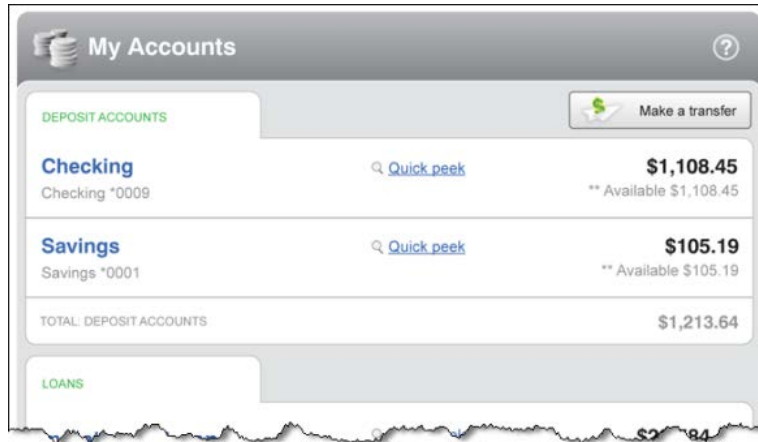 My Accounts
?
DEPOSIT ACCOUNTS
Make a transfer
Checking
Quick peek
$1,108.45
Checking *0009
** Available $1,108.45
Savings
Quick peek
$105.19
Savings *0001
** Available $105.19
TOTAL: DEPOSIT ACCOUNTS
$1,213.64
LOANS